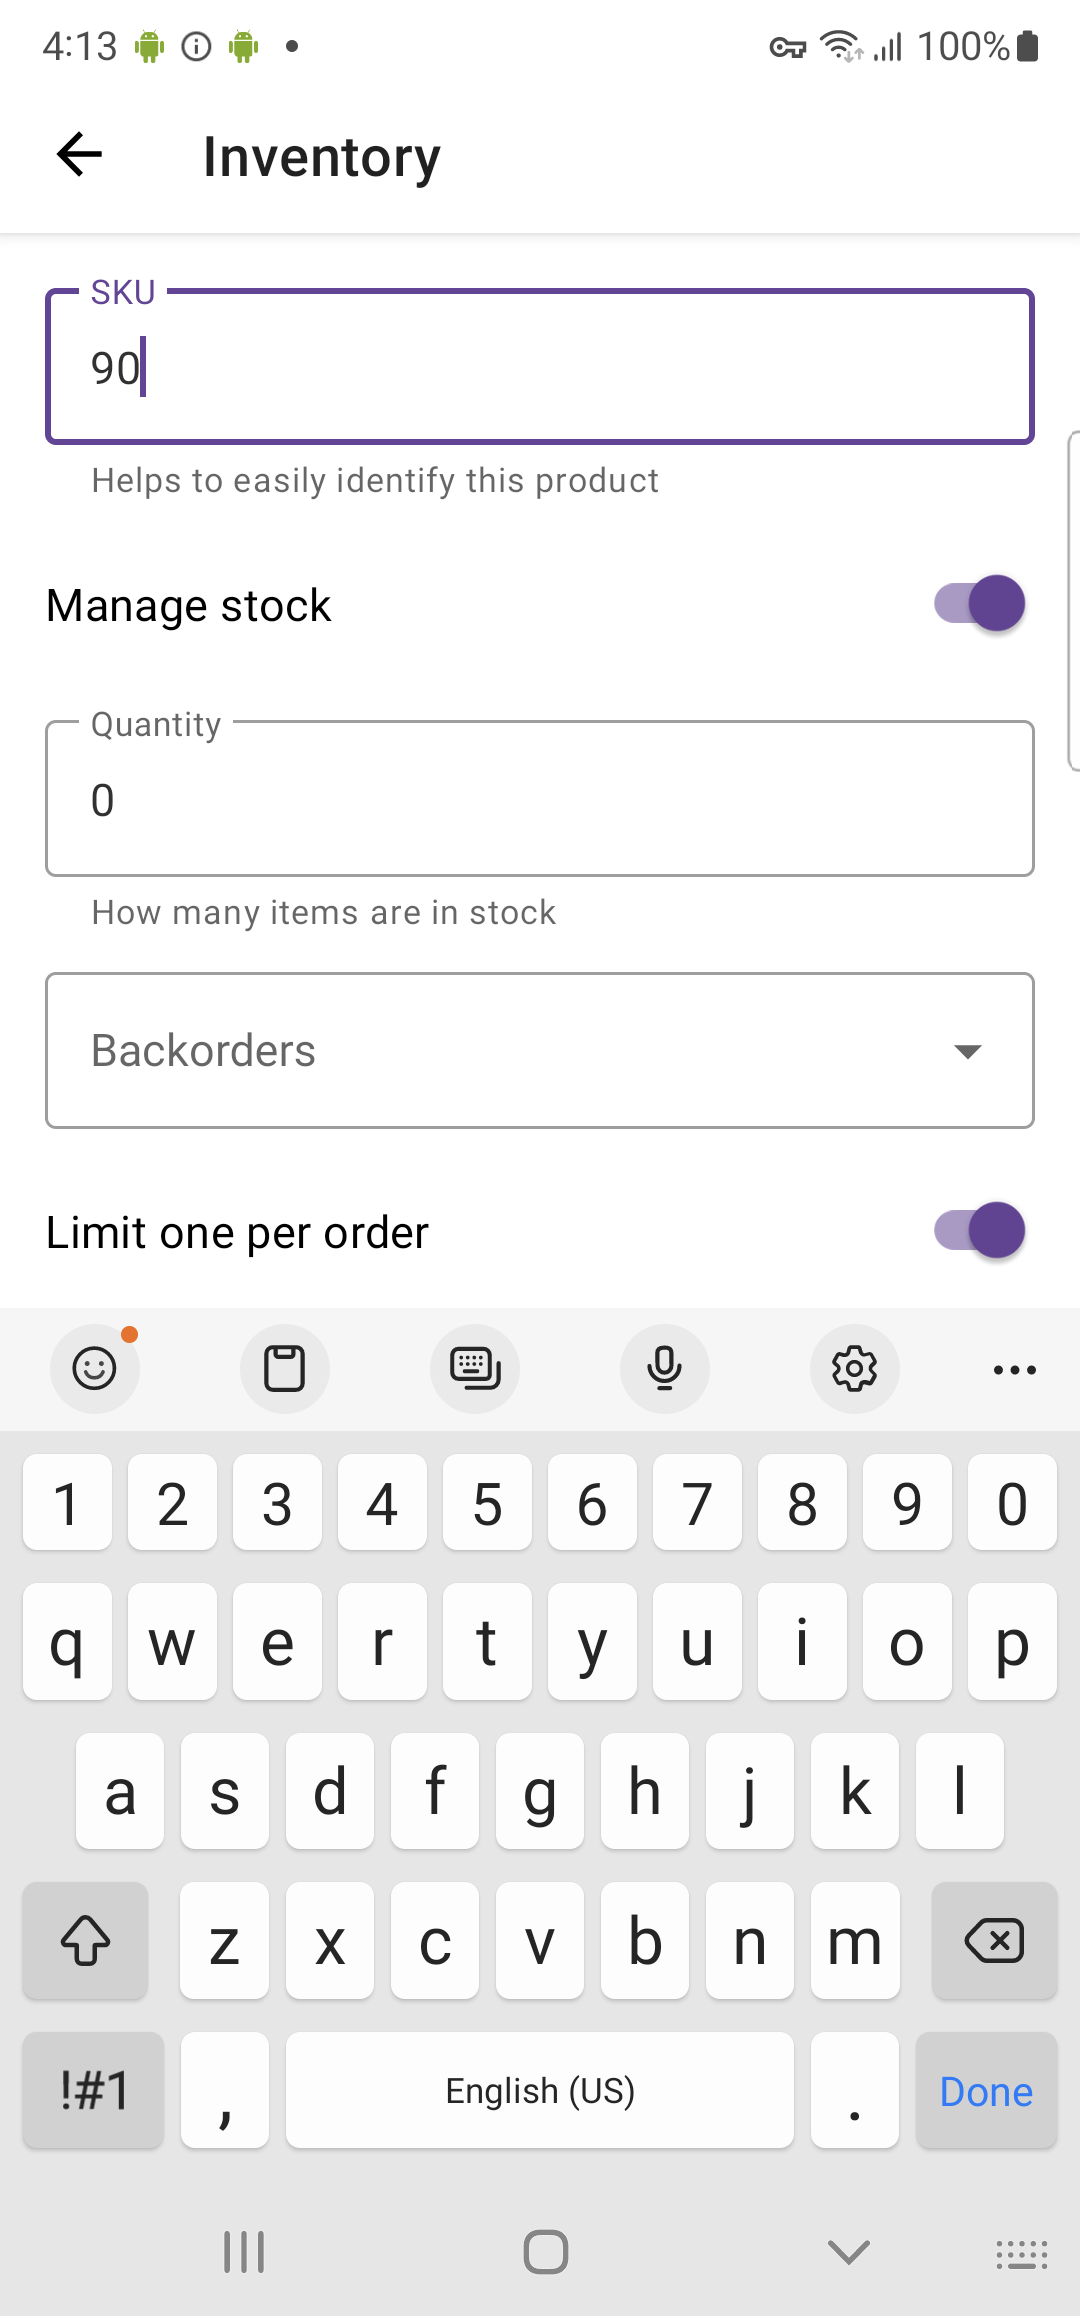 4:13 100%
Inventory
SKU
90
Helps to easily identify this product
Manage stock
Quantity
0
How many items are in stock
Backorders
Limit one per order
1 2 3 4 5 6 7 8 9 0
q w e r t y u i o p
a s d f g h j k l
z x c v b n m
!#1 , English (US) . Done